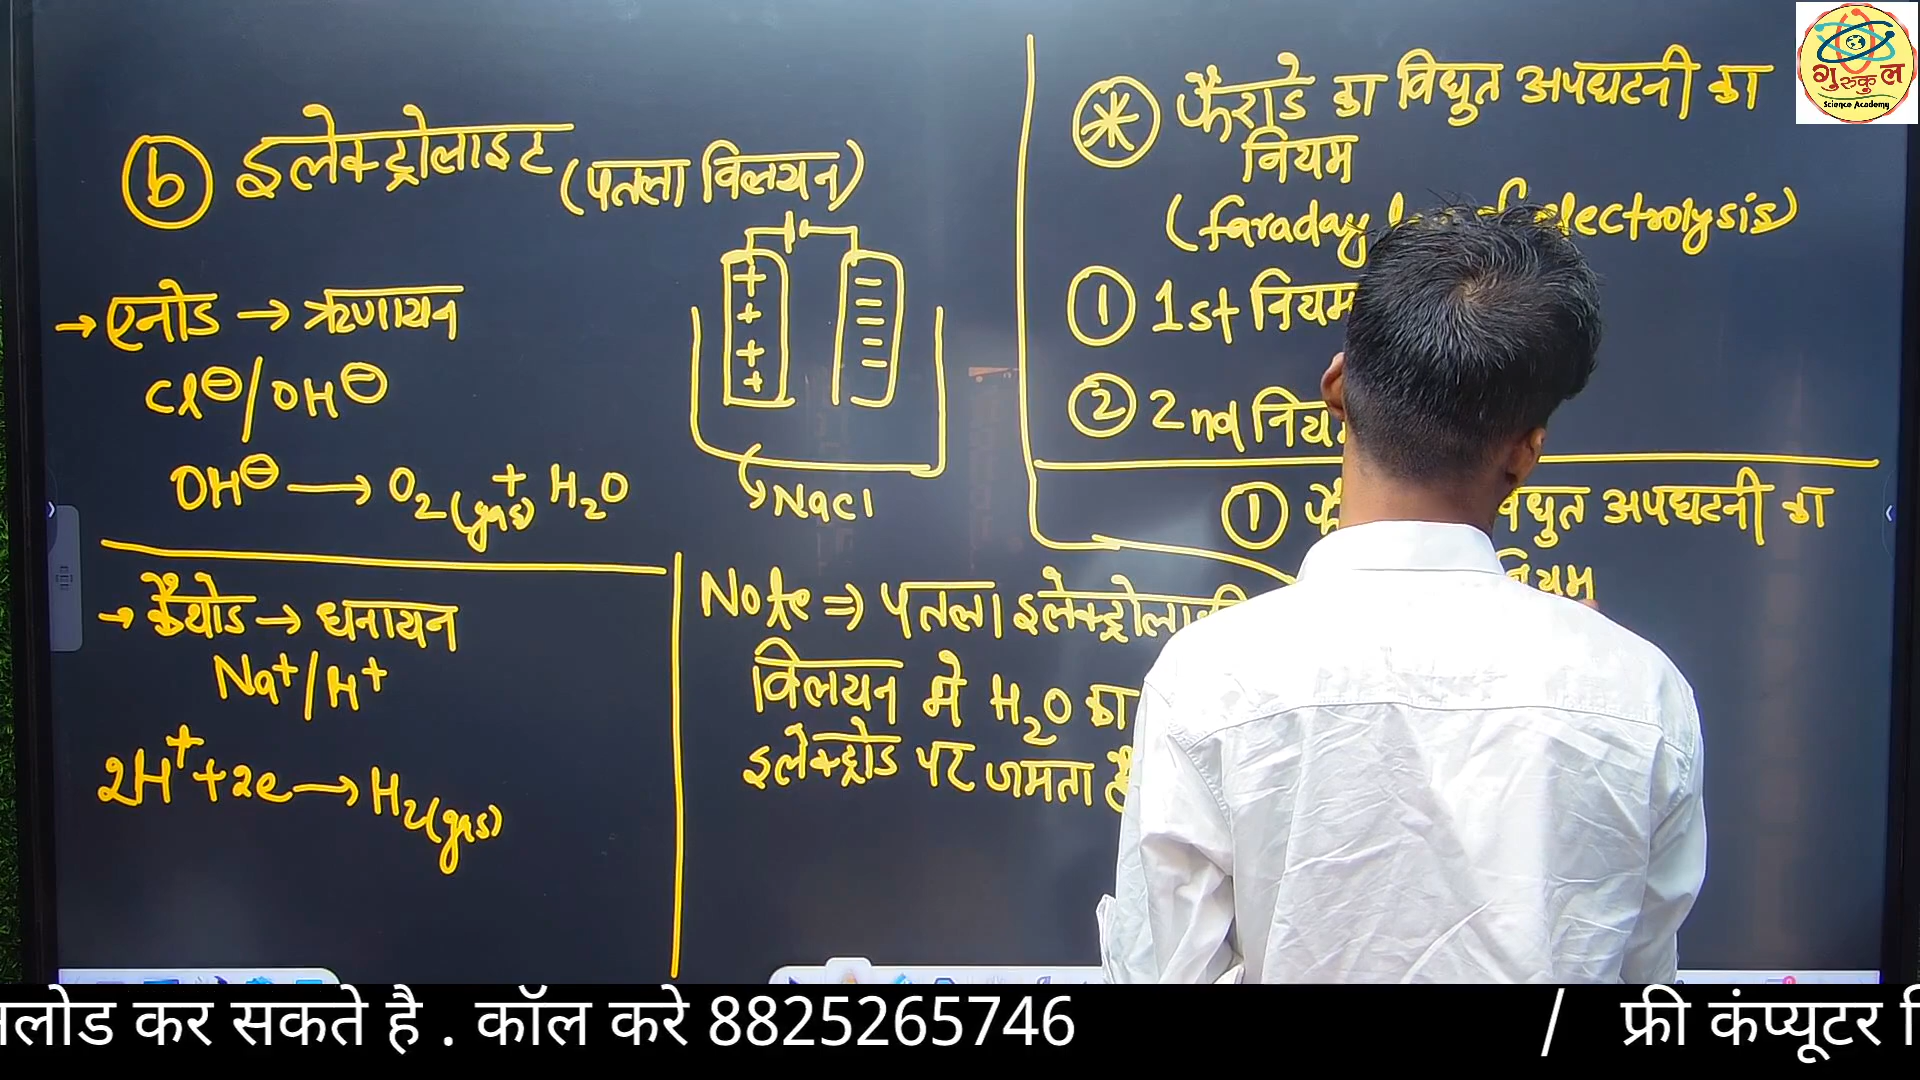 b इलेक्ट्रोलाइट (पतला विलयन)
→ एनोड → ऋणायन
Cl⊖/OH⊖
OH⊖ → O₂(gas) + H₂O
+ + + +
NaCl
→ कैथोड → धनायन
Na⁺/H⁺
2H⁺+2e → H₂(gas)
Note ⇒ पतला
विलयन में H₂O का
इलेक्ट्रोड पर जमता
* फैराडे का विधुत अपघटनी का
नियम
(faraday electrolysis)
① 1st नियम
② 2nd नियम
① विधुत अपघटनी का
नियम
गुरुकुल
Science Academy
कर सकते है . कॉल करे 8825265746 / फ्री कंप्यूटर